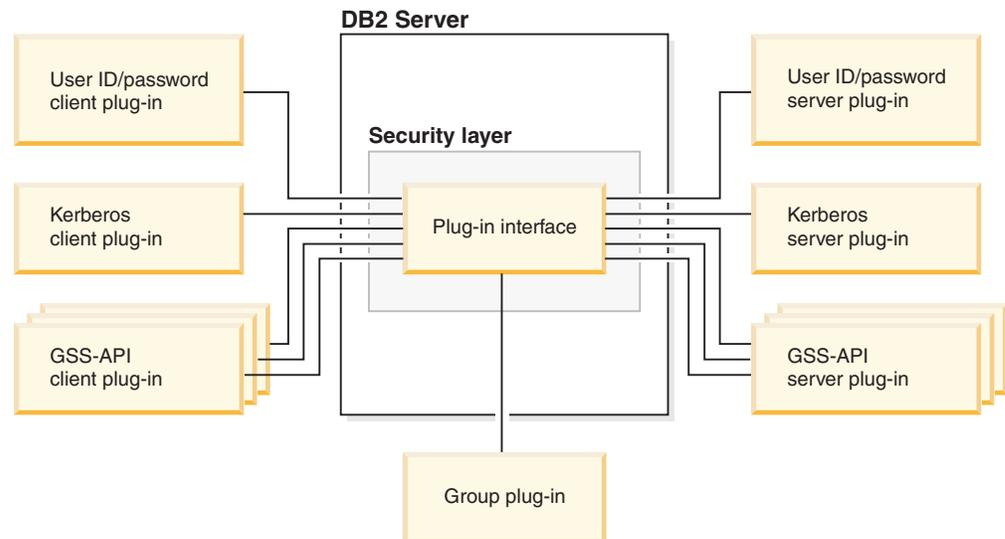 DB2 Server
User ID/password
client plug-in
User ID/password
server plug-in
Security layer
Kerberos
client plug-in
Plug-in interface
Kerberos
server plug-in
GSS-API
client plug-in
GSS-API
server plug-in
Group plug-in